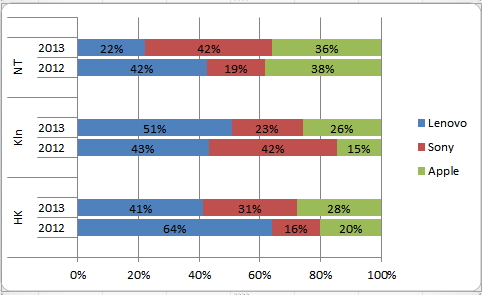 NT
2013 22% 42% 36%
2012 42% 19% 38%
Kln
2013 51% 23% 26%
2012 43% 42% 15%
HK
2013 41% 31% 28%
2012 64% 16% 20%
0% 20% 40% 60% 80% 100%
Lenovo
Sony
Apple